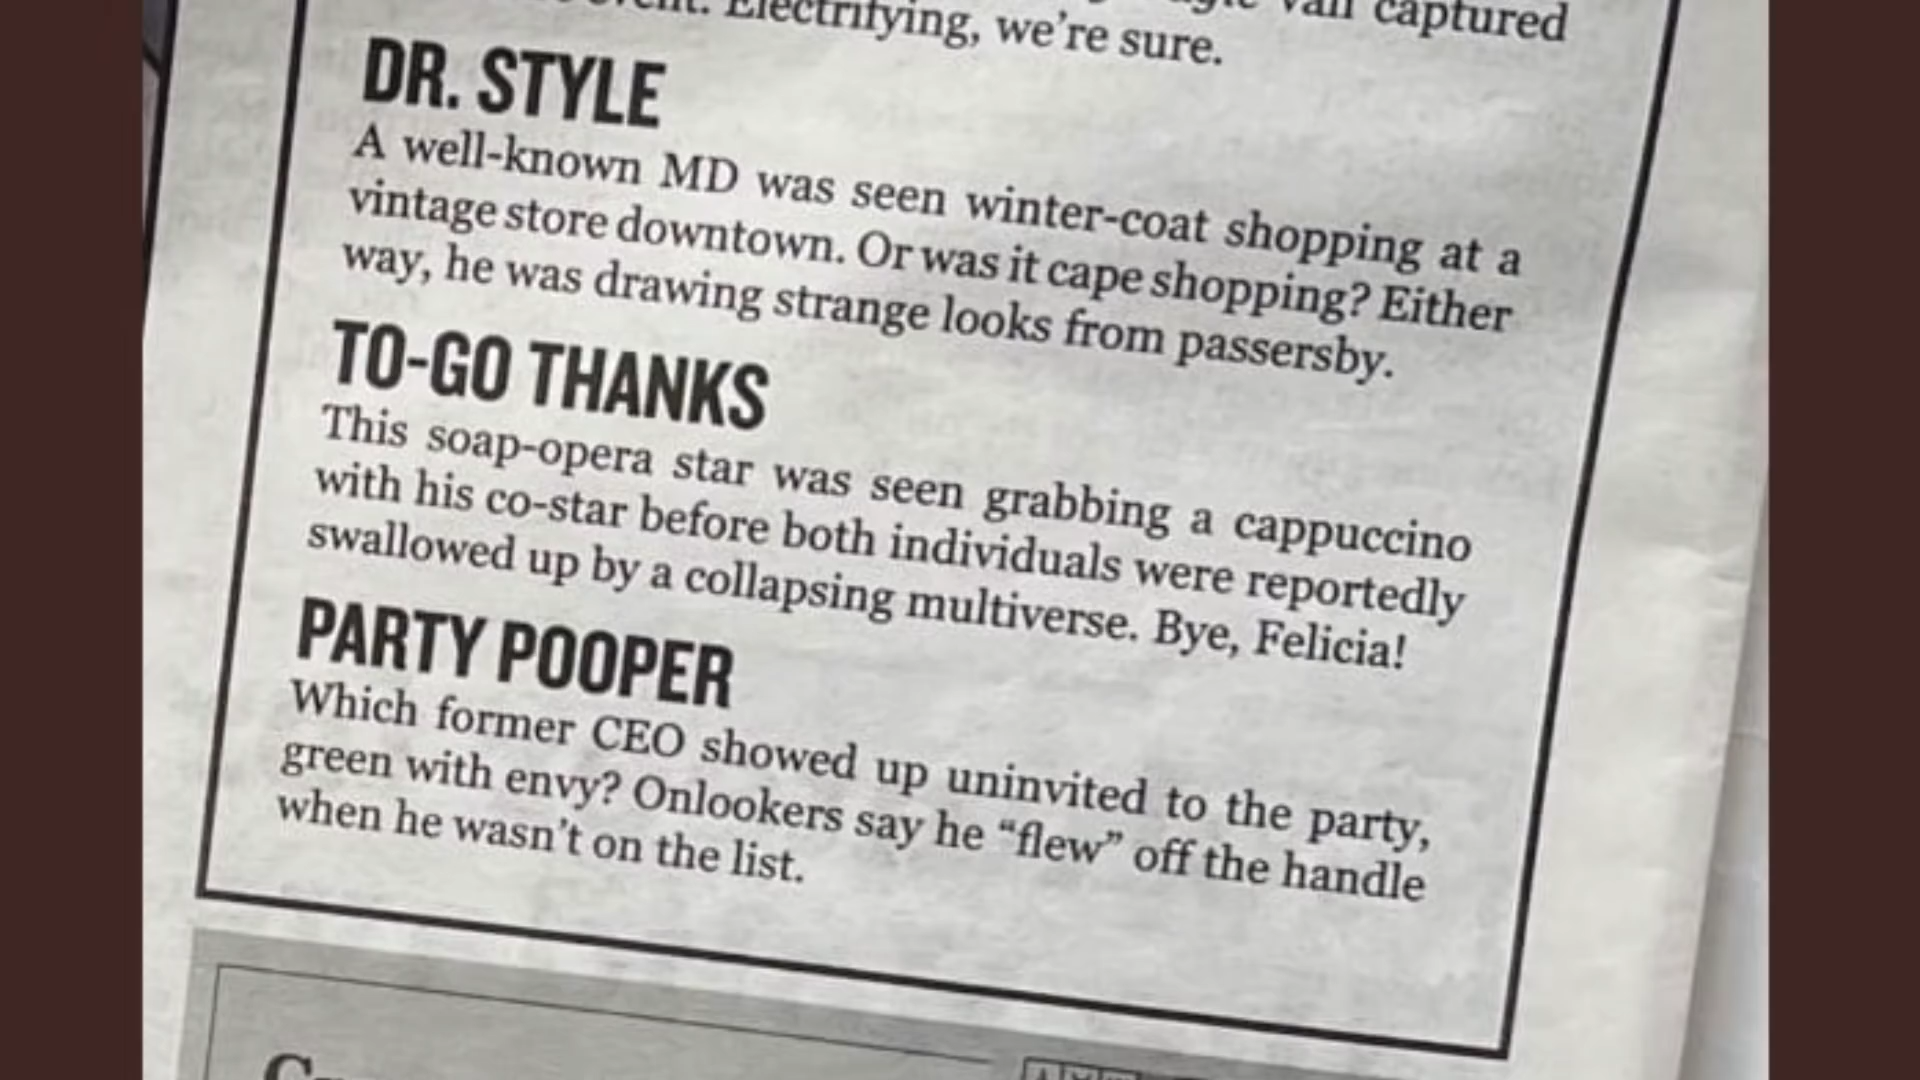 van captured
Electrifying, we're sure.
DR. STYLE
A well-known MD was seen winter-coat shopping at a
vintage store downtown. Or was it cape shopping? Either
way, he was drawing strange looks from passersby.
TO-GO THANKS
This soap-opera star was seen grabbing a cappuccino
with his co-star before both individuals were reportedly
swallowed up by a collapsing multiverse. Bye, Felicia!
PARTY POOPER
Which former CEO showed up uninvited to the party,
green with envy? Onlookers say he “flew” off the handle
when he wasn't on the list.